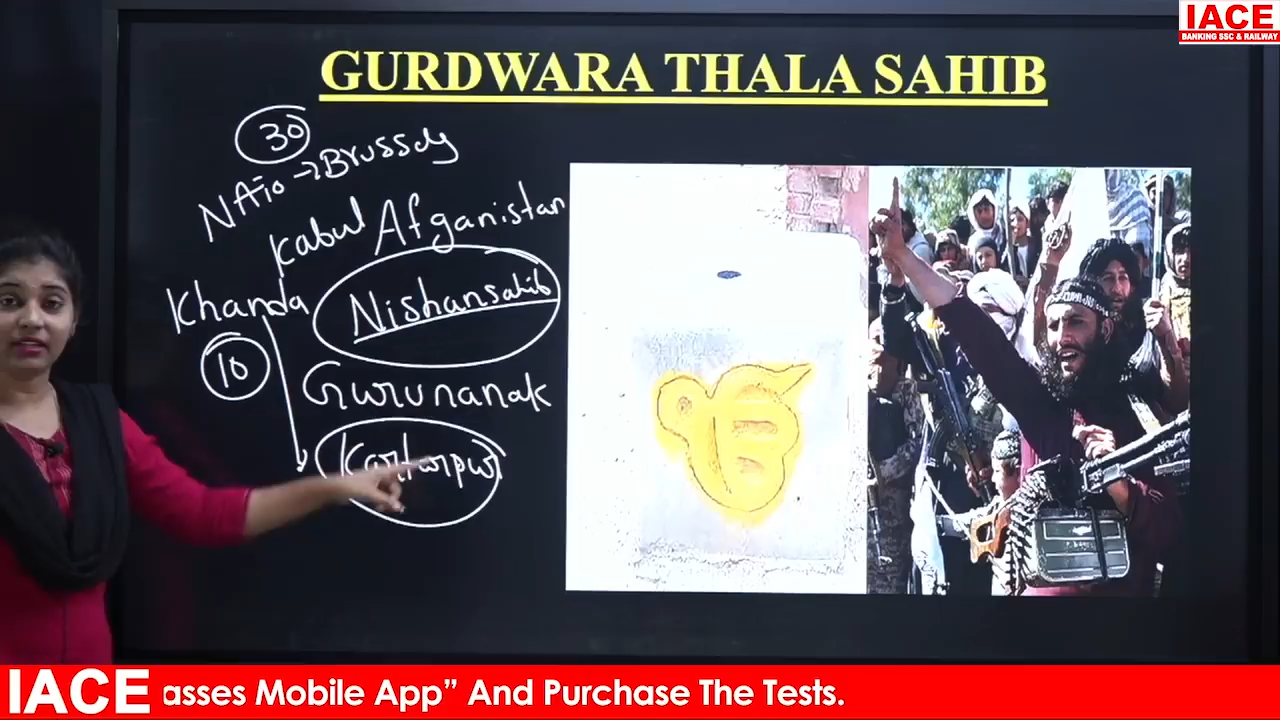 IACE
BANKING SSC & RAILWAY
GURDWARA THALA SAHIB
30
NATO → Brussels
Kabul Afganistan
Khanda
Nishansahib
10
Gurunanak
Kartarpur
IACE asses Mobile App” And Purchase The Tests.